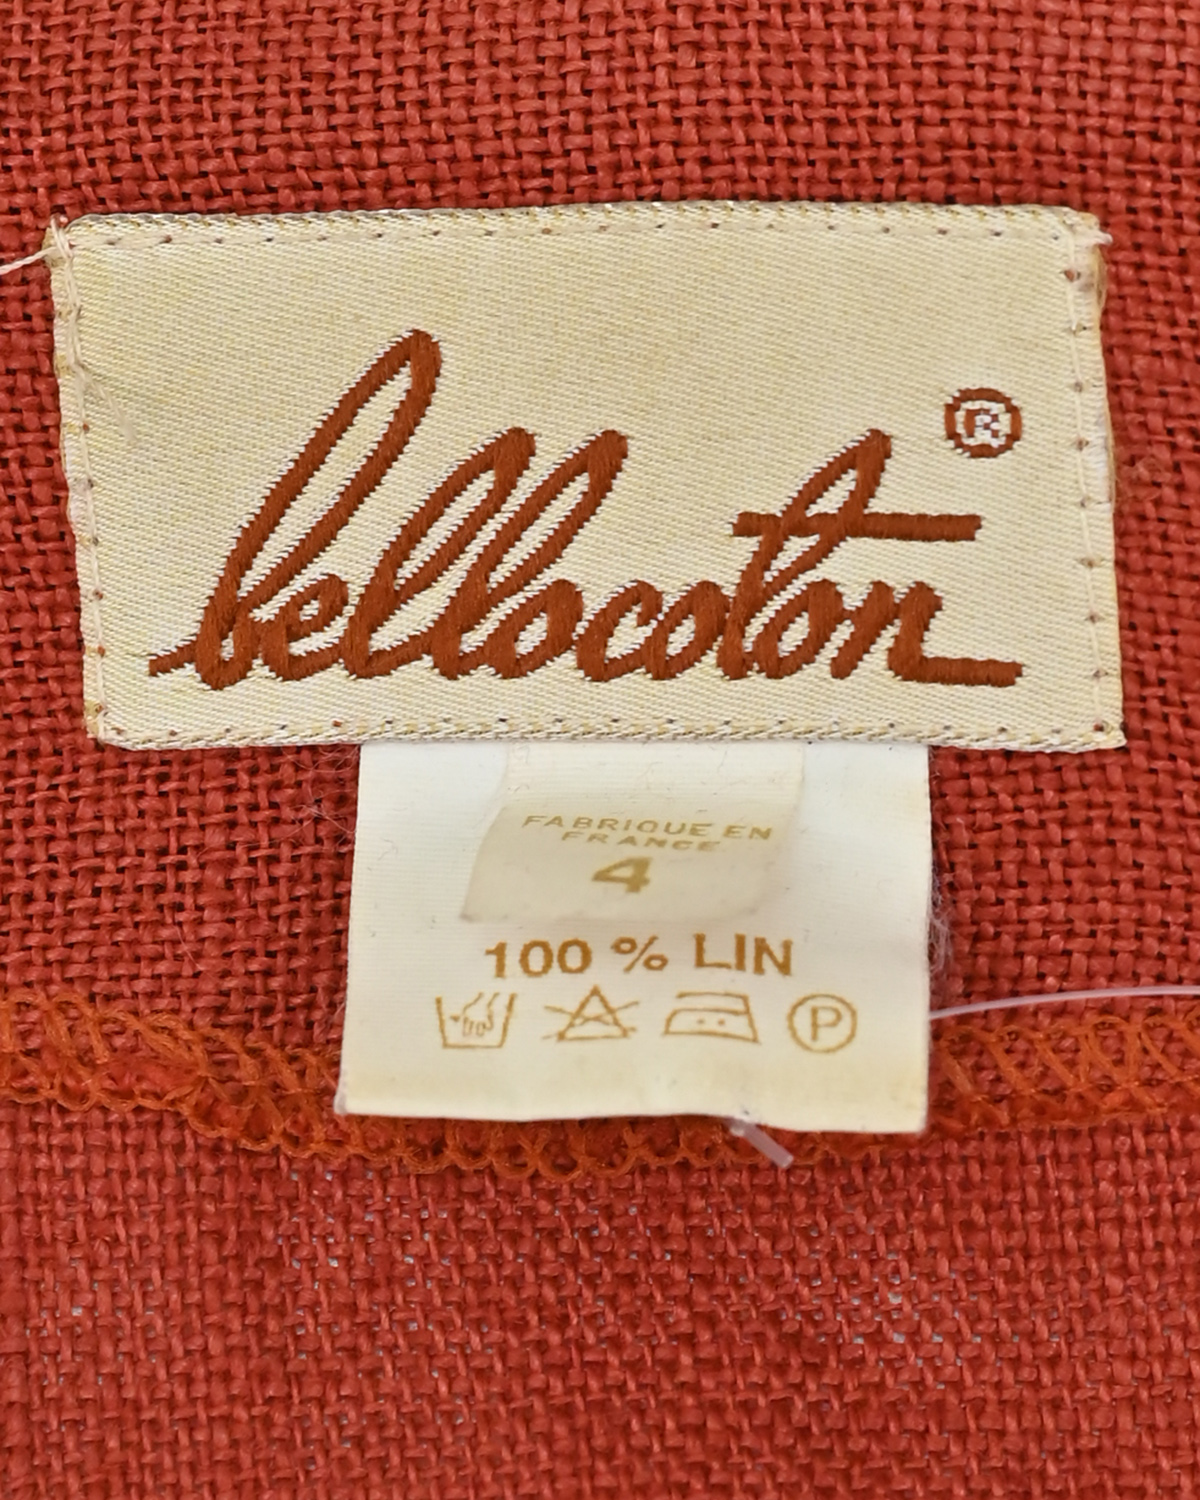 bellocoton ®
FABRIQUE EN
FRANCE
4
100 % LIN
P